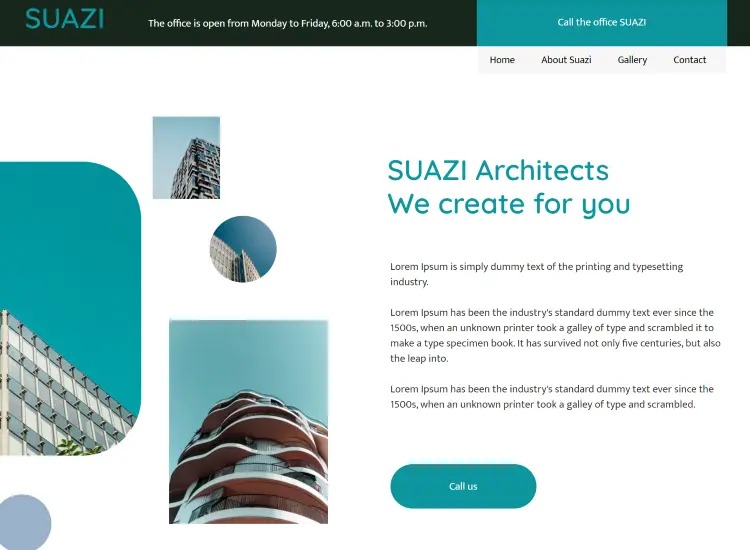 SUAZI
The office is open from Monday to Friday, 6:00 a.m. to 3:00 p.m.
Call the office SUAZI
Home
About Suazi
Gallery
Contact
SUAZI Architects
We create for you
Lorem Ipsum is simply dummy text of the printing and typesetting
industry.
Lorem Ipsum has been the industry's standard dummy text ever since the
1500s, when an unknown printer took a galley of type and scrambled it to
make a type specimen book. It has survived not only five centuries, but also
the leap into.
Lorem Ipsum has been the industry's standard dummy text ever since the
1500s, when an unknown printer took a galley of type and scrambled.
Call us